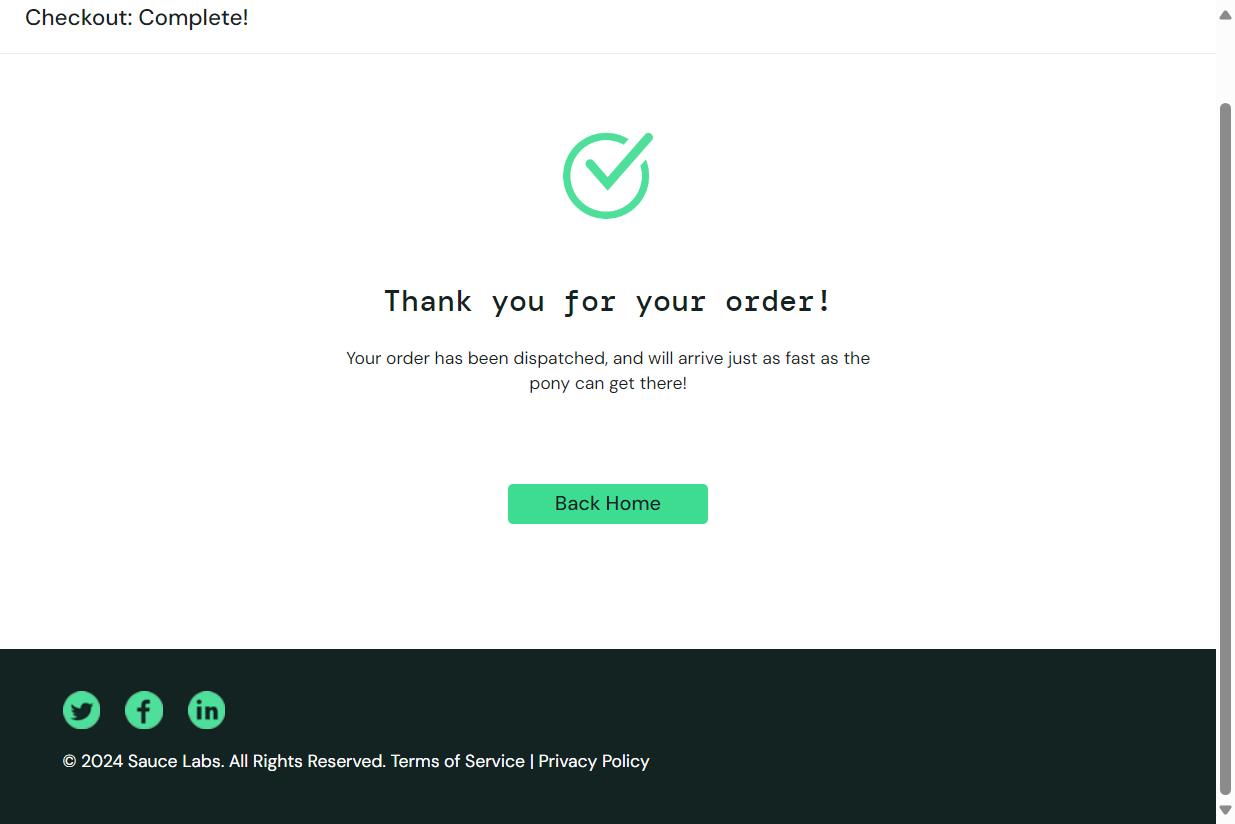 Checkout: Complete!
Thank you for your order!
Your order has been dispatched, and will arrive just as fast as the
pony can get there!
Back Home
© 2024 Sauce Labs. All Rights Reserved. Terms of Service | Privacy Policy